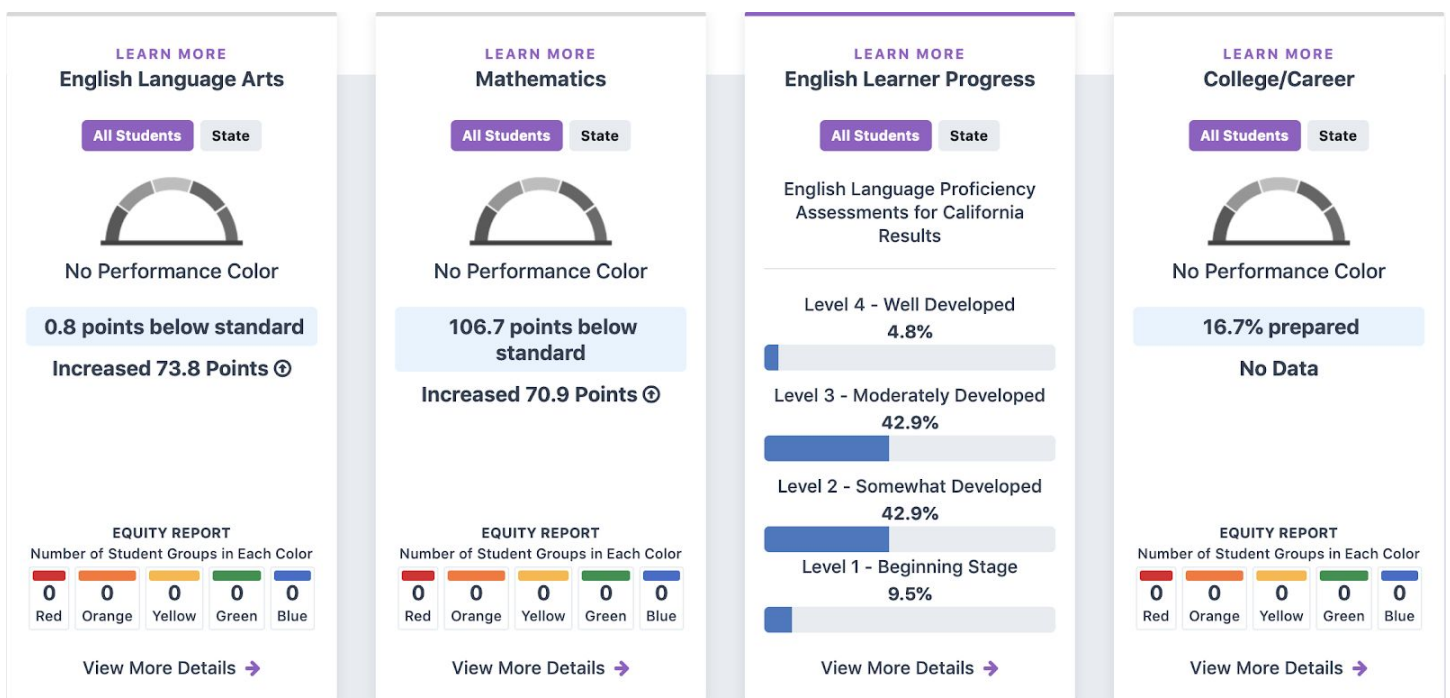 LEARN MORE
English Language Arts
All Students State
No Performance Color
0.8 points below standard
Increased 73.8 Points
EQUITY REPORT
Number of Student Groups in Each Color
0 0 0 0 0
Red Orange Yellow Green Blue
View More Details
LEARN MORE
Mathematics
All Students State
No Performance Color
106.7 points below
standard
Increased 70.9 Points
EQUITY REPORT
Number of Student Groups in Each Color
0 0 0 0 0
Red Orange Yellow Green Blue
View More Details
LEARN MORE
English Learner Progress
All Students State
English Language Proficiency
Assessments for California
Results
Level 4 - Well Developed
4.8%
Level 3 - Moderately Developed
42.9%
Level 2 - Somewhat Developed
42.9%
Level 1 - Beginning Stage
9.5%
View More Details
LEARN MORE
College/Career
All Students State
No Performance Color
16.7% prepared
No Data
EQUITY REPORT
Number of Student Groups in Each Color
0 0 0 0 0
Red Orange Yellow Green Blue
View More Details